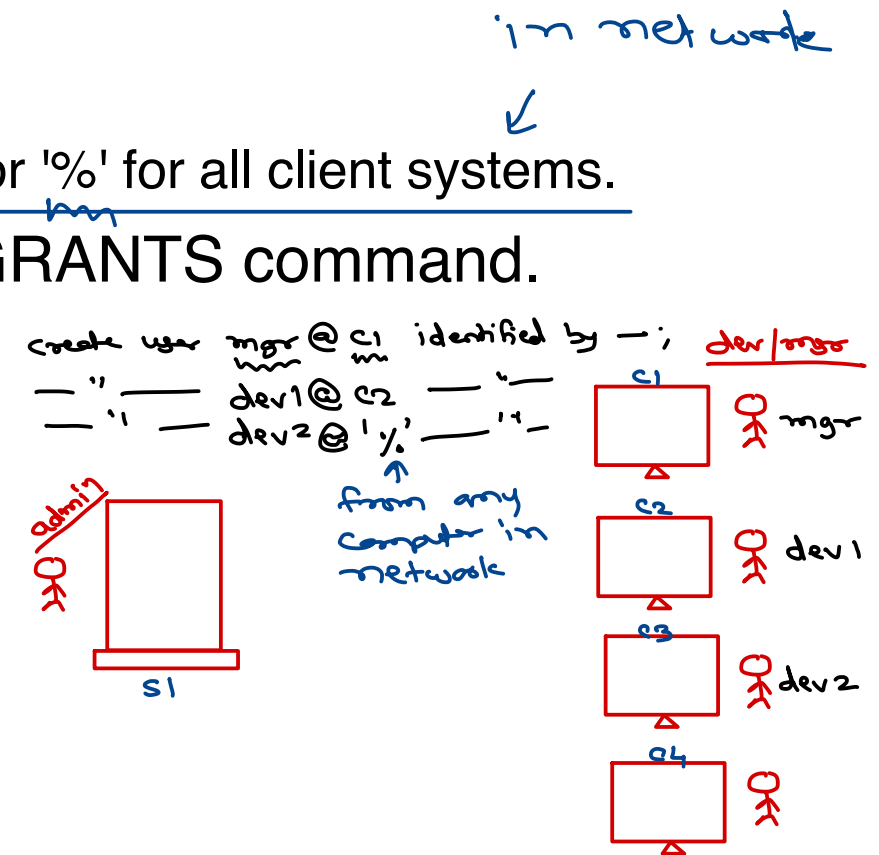 in network
or '%' for all client systems.
GRANTS command.
create user mgr @ C1 identified by —;
— " — dev1 @ C2 — " —
— " — dev2 @ '%' — " —
from any
computer in
network
dev/mgr
C1
mgr
C2
dev1
C3
dev2
C4
admin
S1